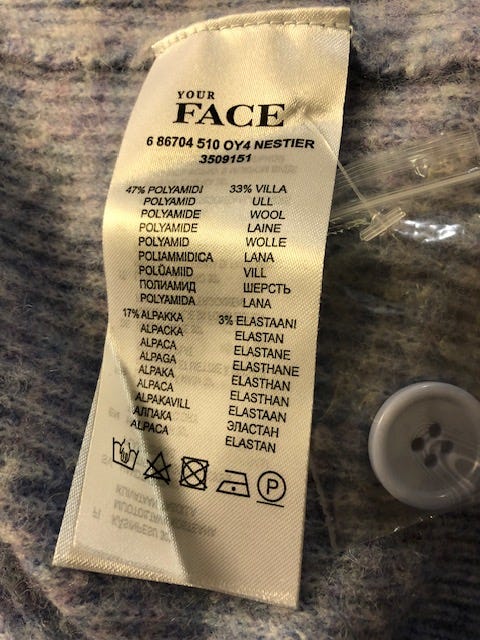 YOUR
FACE
6 86704 510 OY4 NESTIER
3509151
47% POLYAMIDI 33% VILLA
POLYAMID ULL
POLYAMIDE WOOL
POLYAMIDE LAINE
POLYAMID WOLLE
POLIAMMIDICA LANA
POLÜAMIID VILL
ПОЛИАМИД ШЕРСТЬ
POLYAMIDA LANA
17% ALPAKKA 3% ELASTAANI
ALPACKA ELASTAN
ALPACA ELASTANE
ALPAGA ELASTHANE
ALPAKA ELASTHAN
ALPACA ELASTHAN
ALPAKAVILL ELASTAAN
АЛПАКА ЭЛАСТАН
ALPACA ELASTAN
P